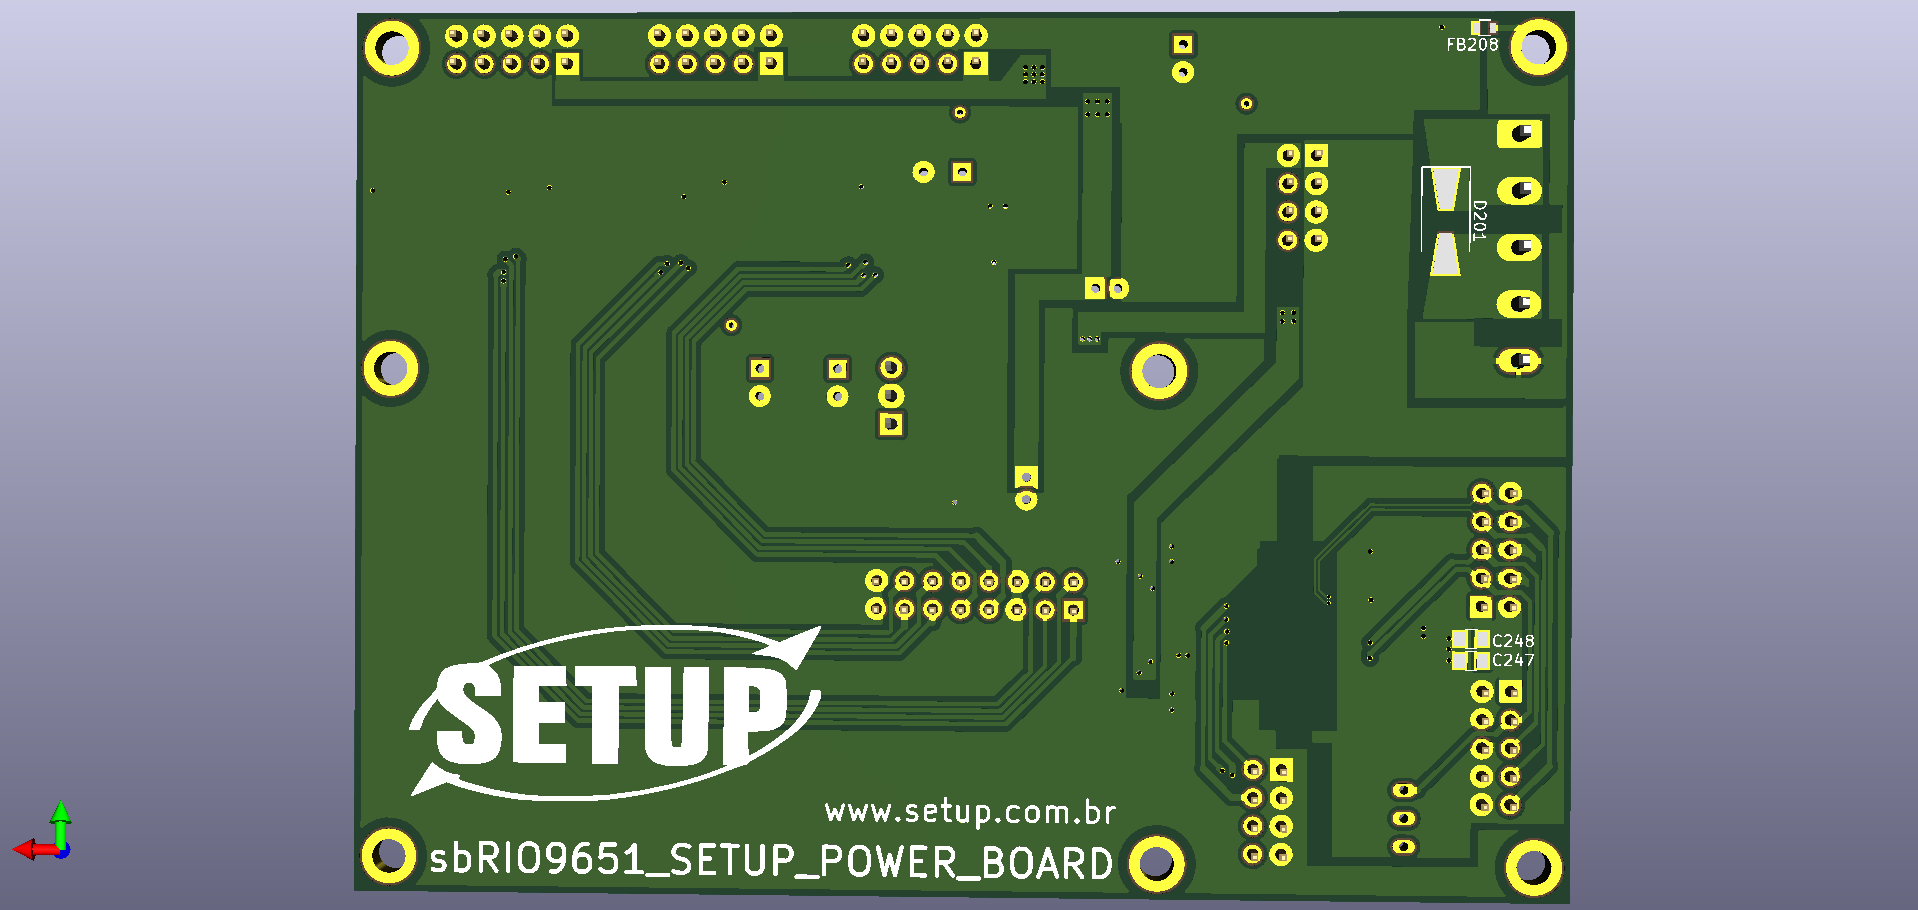 FB208
D201
C248
C247
SETUP
www.setup.com.br
sbRIO9651_SETUP_POWER_BOARD